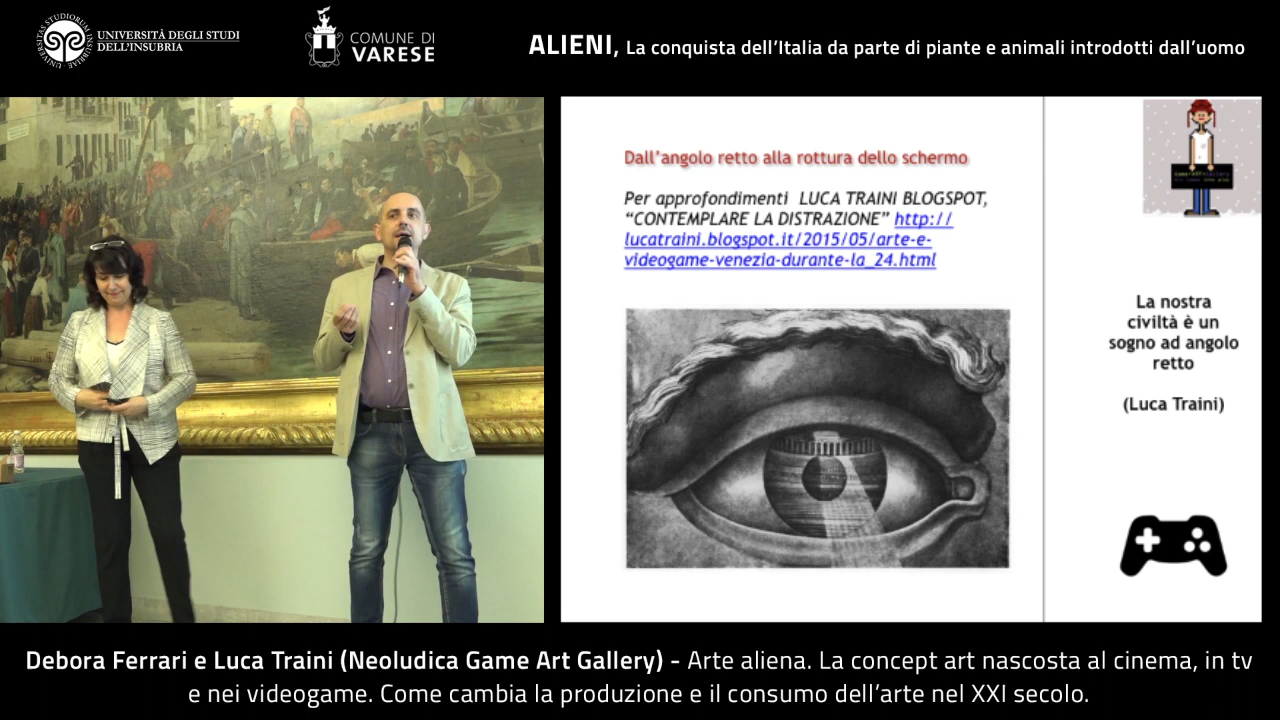 UNIVERSITÀ DEGLI STUDI
DELL'INSUBRIA
COMUNE DI
VARESE
ALIENI, La conquista dell'Italia da parte di piante e animali introdotti dall'uomo
Dall'angolo retto alla rottura dello schermo
Per approfondimenti LUCA TRAINI BLOGSPOT,
"CONTEMPLARE LA DISTRAZIONE" http://
lucatraini.blogspot.it/2015/05/arte-e-
videogame-venezia-durante-la_24.html
La nostra
civiltà è un
sogno ad angolo
retto
(Luca Traini)
Debora Ferrari e Luca Traini (Neoludica Game Art Gallery) - Arte aliena. La concept art nascosta al cinema, in tv
e nei videogame. Come cambia la produzione e il consumo dell'arte nel XXI secolo.